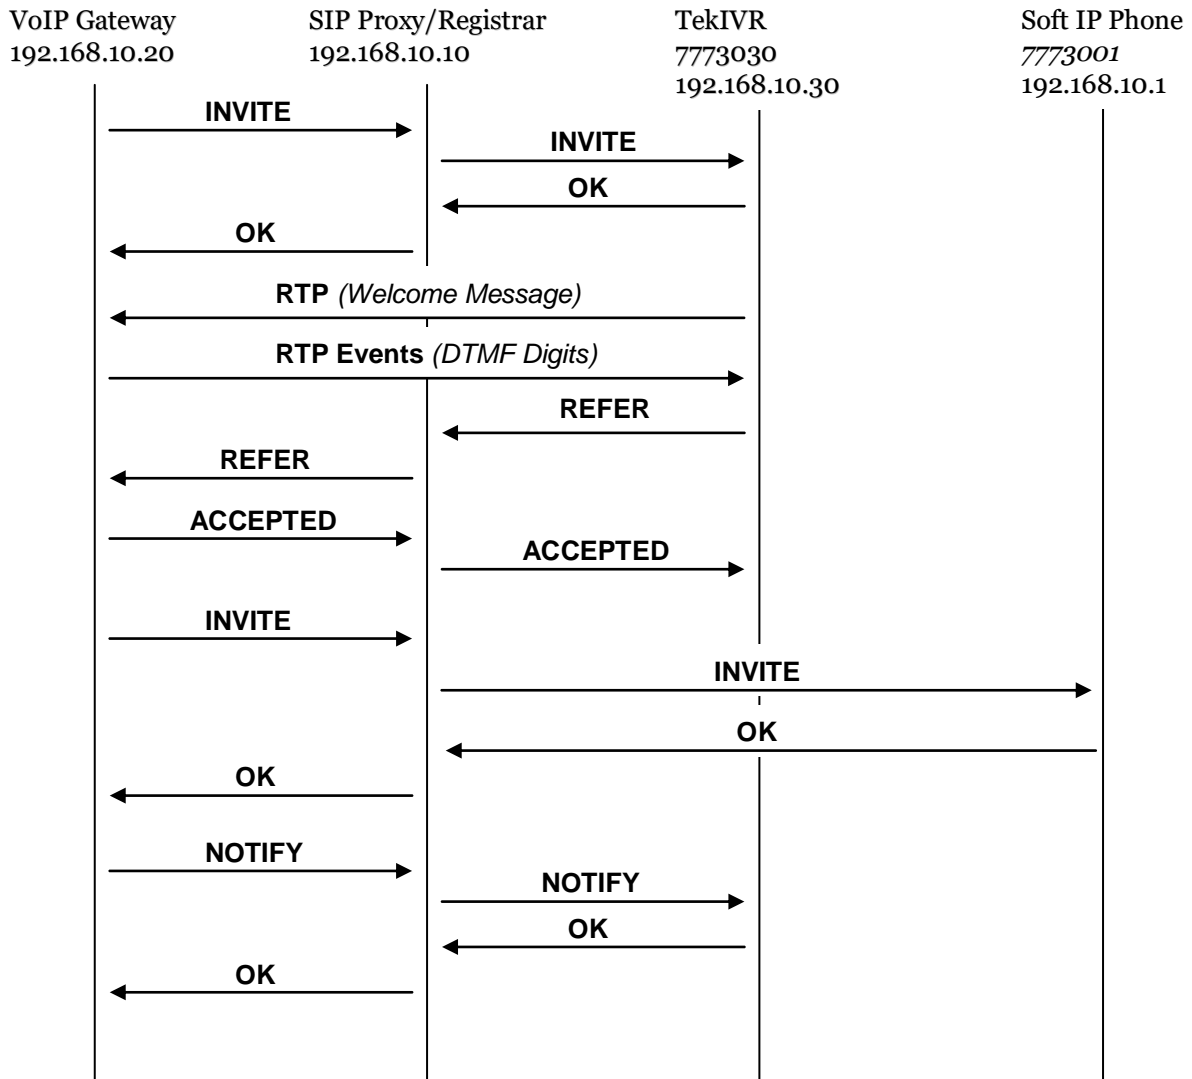 VoIP Gateway
192.168.10.20
SIP Proxy/Registrar
192.168.10.10
TekIVR
7773030
192.168.10.30
Soft IP Phone
7773001
192.168.10.1
INVITE
INVITE
OK
OK
RTP (Welcome Message)
RTP Events (DTMF Digits)
REFER
REFER
ACCEPTED
ACCEPTED
INVITE
INVITE
OK
OK
NOTIFY
NOTIFY
OK
OK